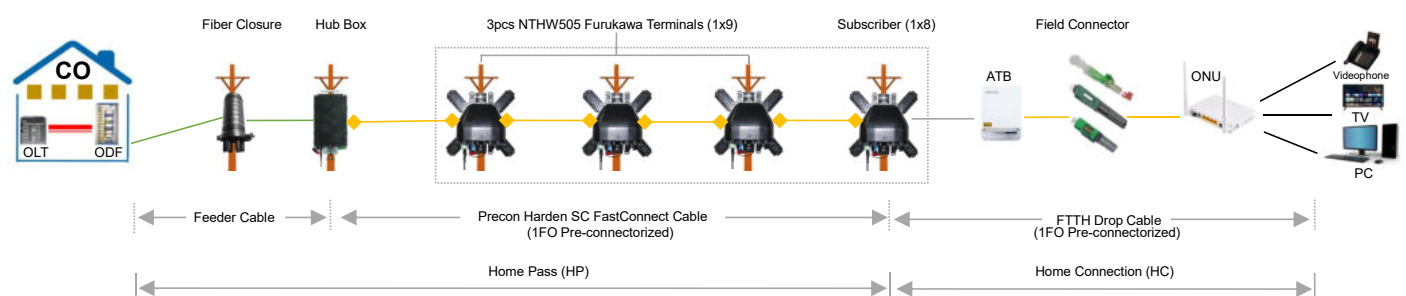 Fiber Closure
Hub Box
3pcs NTHW505 Furukawa Terminals (1x9)
Subscriber (1x8)
Field Connector
CO
OLT
ODF
ATB
ONU
Videophone
TV
PC
Feeder Cable
Precon Harden SC FastConnect Cable
(1FO Pre-connectorized)
FTTH Drop Cable
(1FO Pre-connectorized)
Home Pass (HP)
Home Connection (HC)